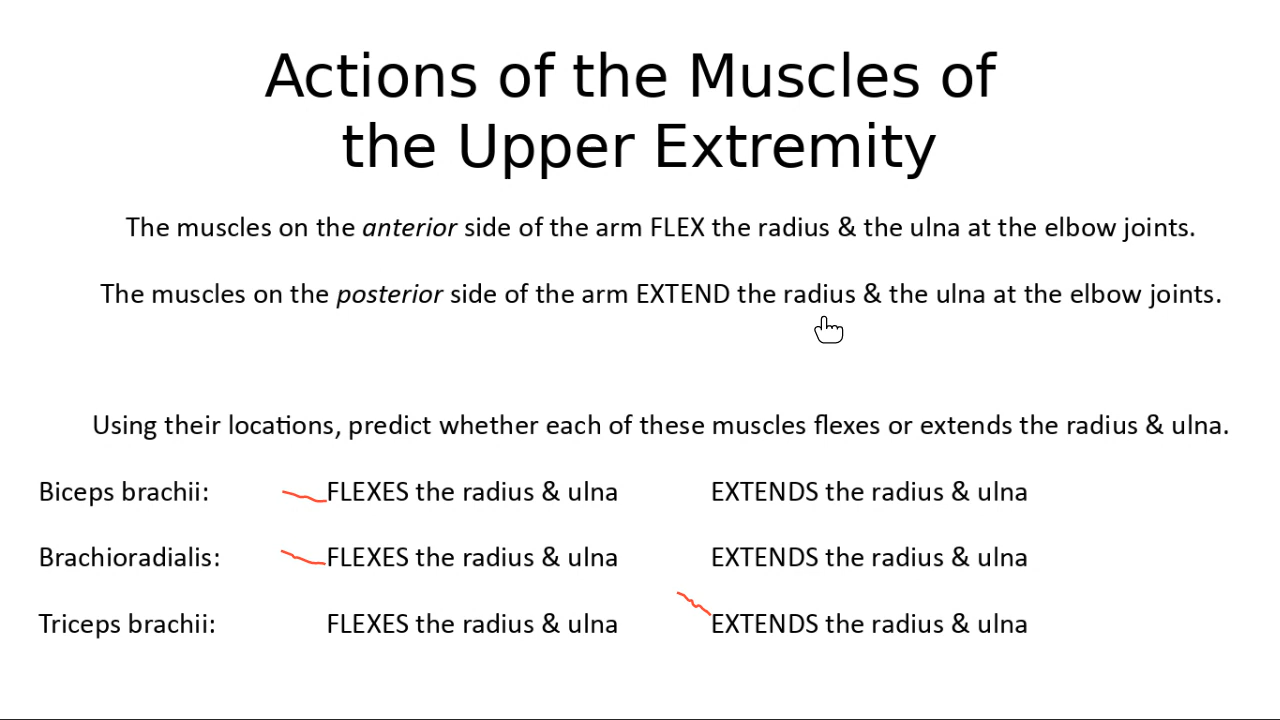 Actions of the Muscles of
the Upper Extremity
The muscles on the anterior side of the arm FLEX the radius & the ulna at the elbow joints.
The muscles on the posterior side of the arm EXTEND the radius & the ulna at the elbow joints.
Using their locations, predict whether each of these muscles flexes or extends the radius & ulna.
Biceps brachii: FLEXES the radius & ulna EXTENDS the radius & ulna
Brachioradialis: FLEXES the radius & ulna EXTENDS the radius & ulna
Triceps brachii: FLEXES the radius & ulna EXTENDS the radius & ulna